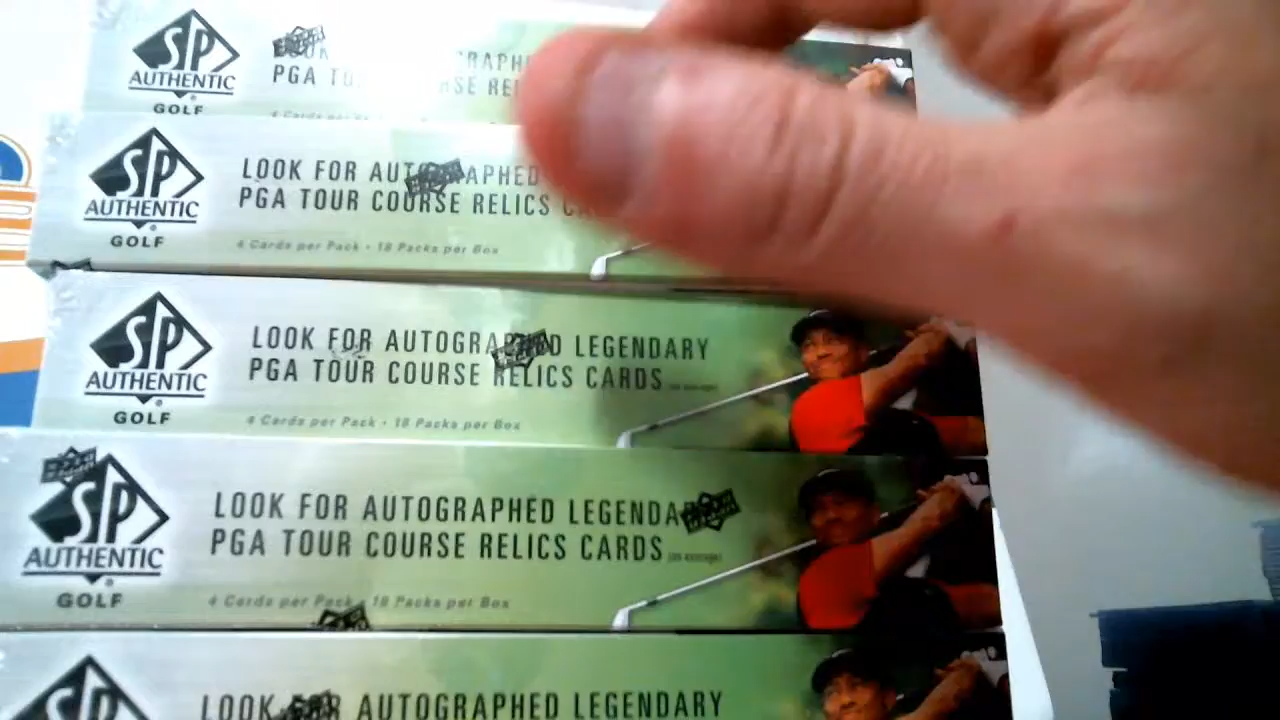 SP
AUTHENTIC
GOLF
PGA TO
SP
AUTHENTIC
GOLF
LOOK FOR AUTOGRAPHED
PGA TOUR COURSE RELICS
4 Cards per Pack • 18 Packs per Box
SP
AUTHENTIC
GOLF
LOOK FOR AUTOGRAPHED LEGENDARY
PGA TOUR COURSE RELICS CARDS
4 Cards per Pack • 18 Packs per Box
SP
AUTHENTIC
GOLF
LOOK FOR AUTOGRAPHED LEGENDA
PGA TOUR COURSE RELICS CARDS
4 Cards per Pack • 18 Packs per Box
SP
LOOK FOR AUTOGRAPHED LEGENDARY